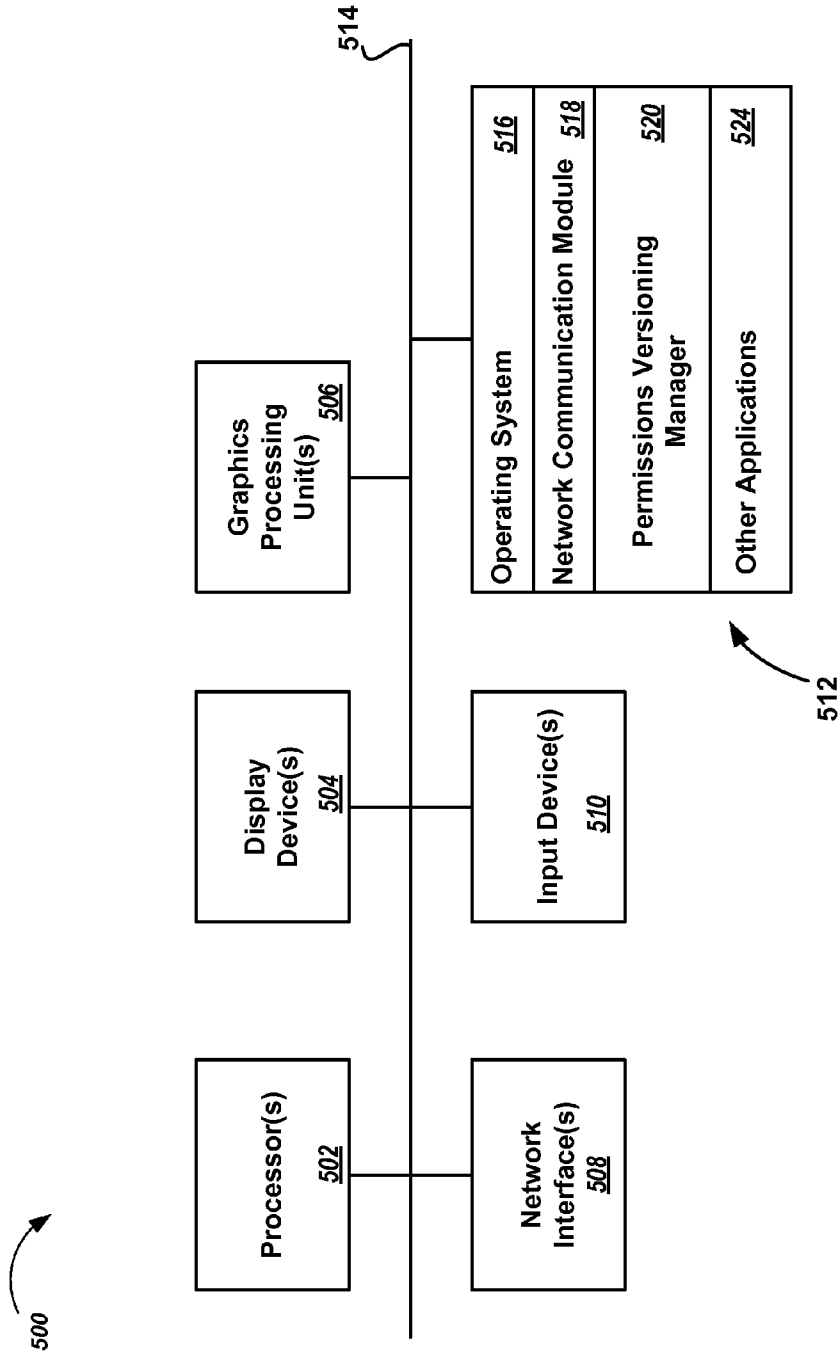 500
Processor(s)
502
Display
Device(s)
504
Graphics
Processing
Unit(s)
506
514
Network
Interface(s)
508
Input Device(s)
510
512
Operating System 516
Network Communication Module 518
Permissions Versioning
Manager
520
Other Applications 524